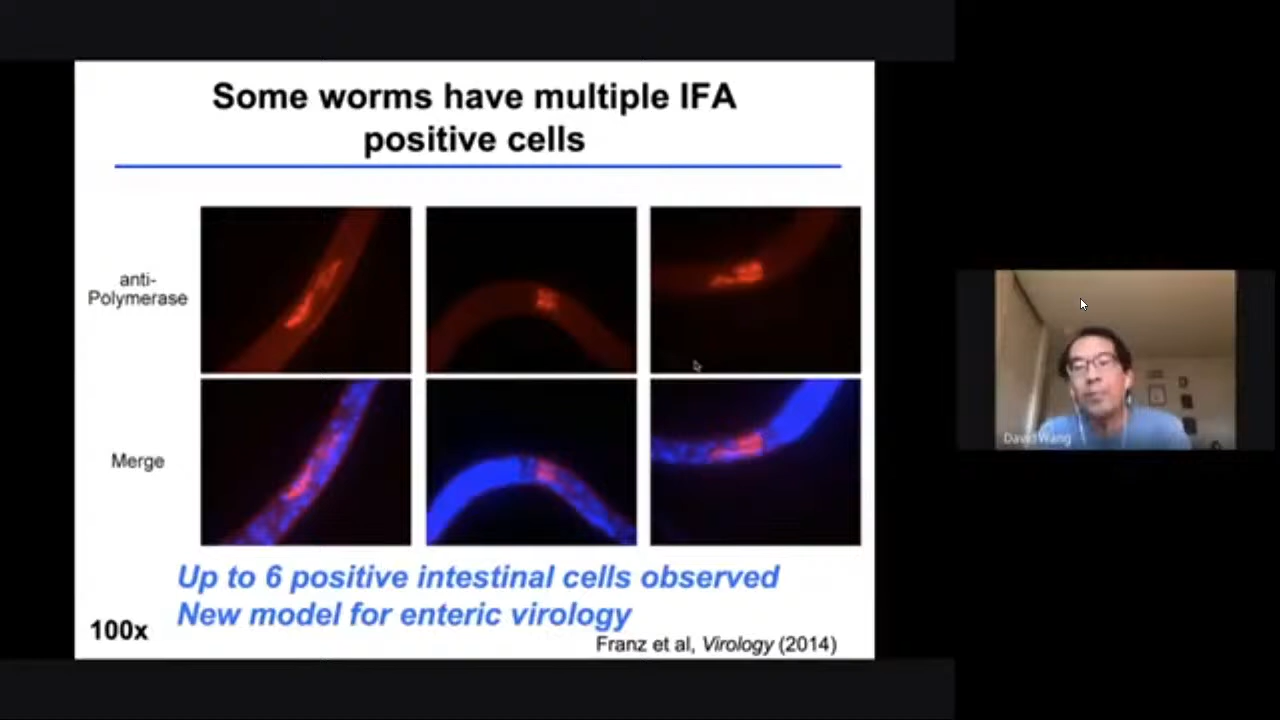 Some worms have multiple IFA
positive cells
anti-
Polymerase
Merge
Up to 6 positive intestinal cells observed
New model for enteric virology
100x
Franz et al, Virology (2014)
David Wang